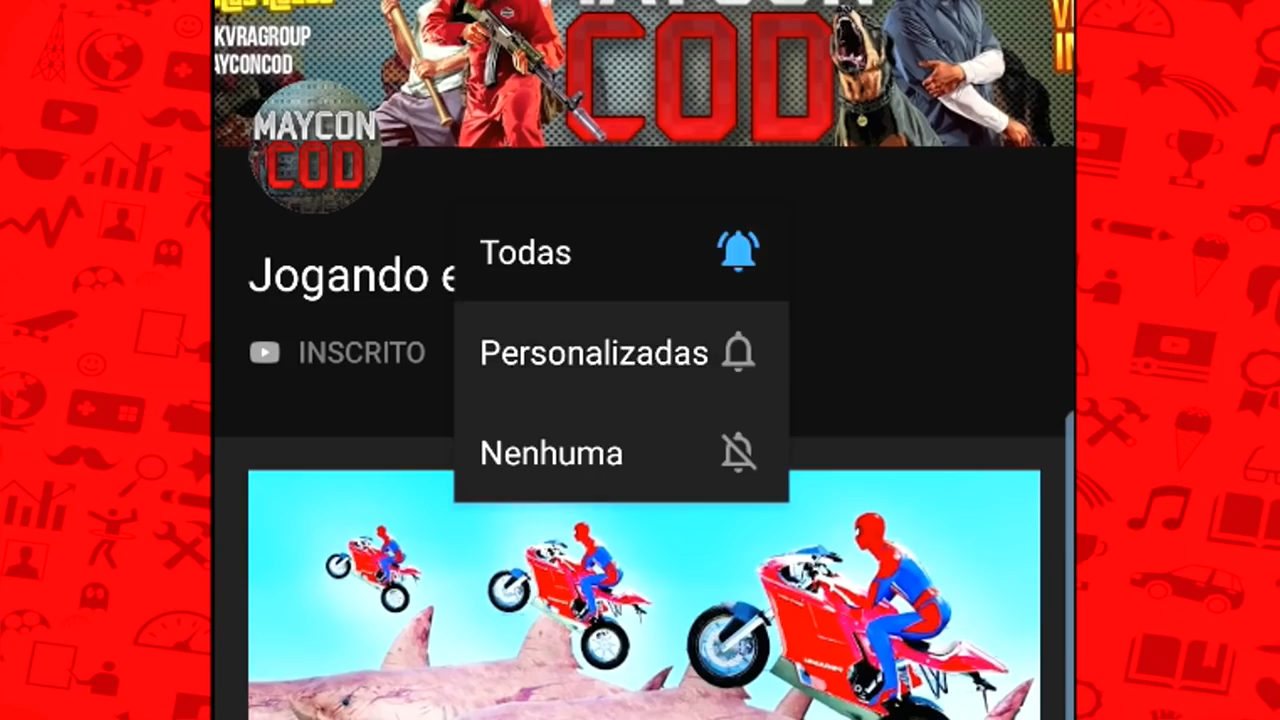 KVRAGROUP
AYCONCOD
COD
MAYCON
COD
Todas
Jogando e
INSCRITO
Personalizadas
Nenhuma